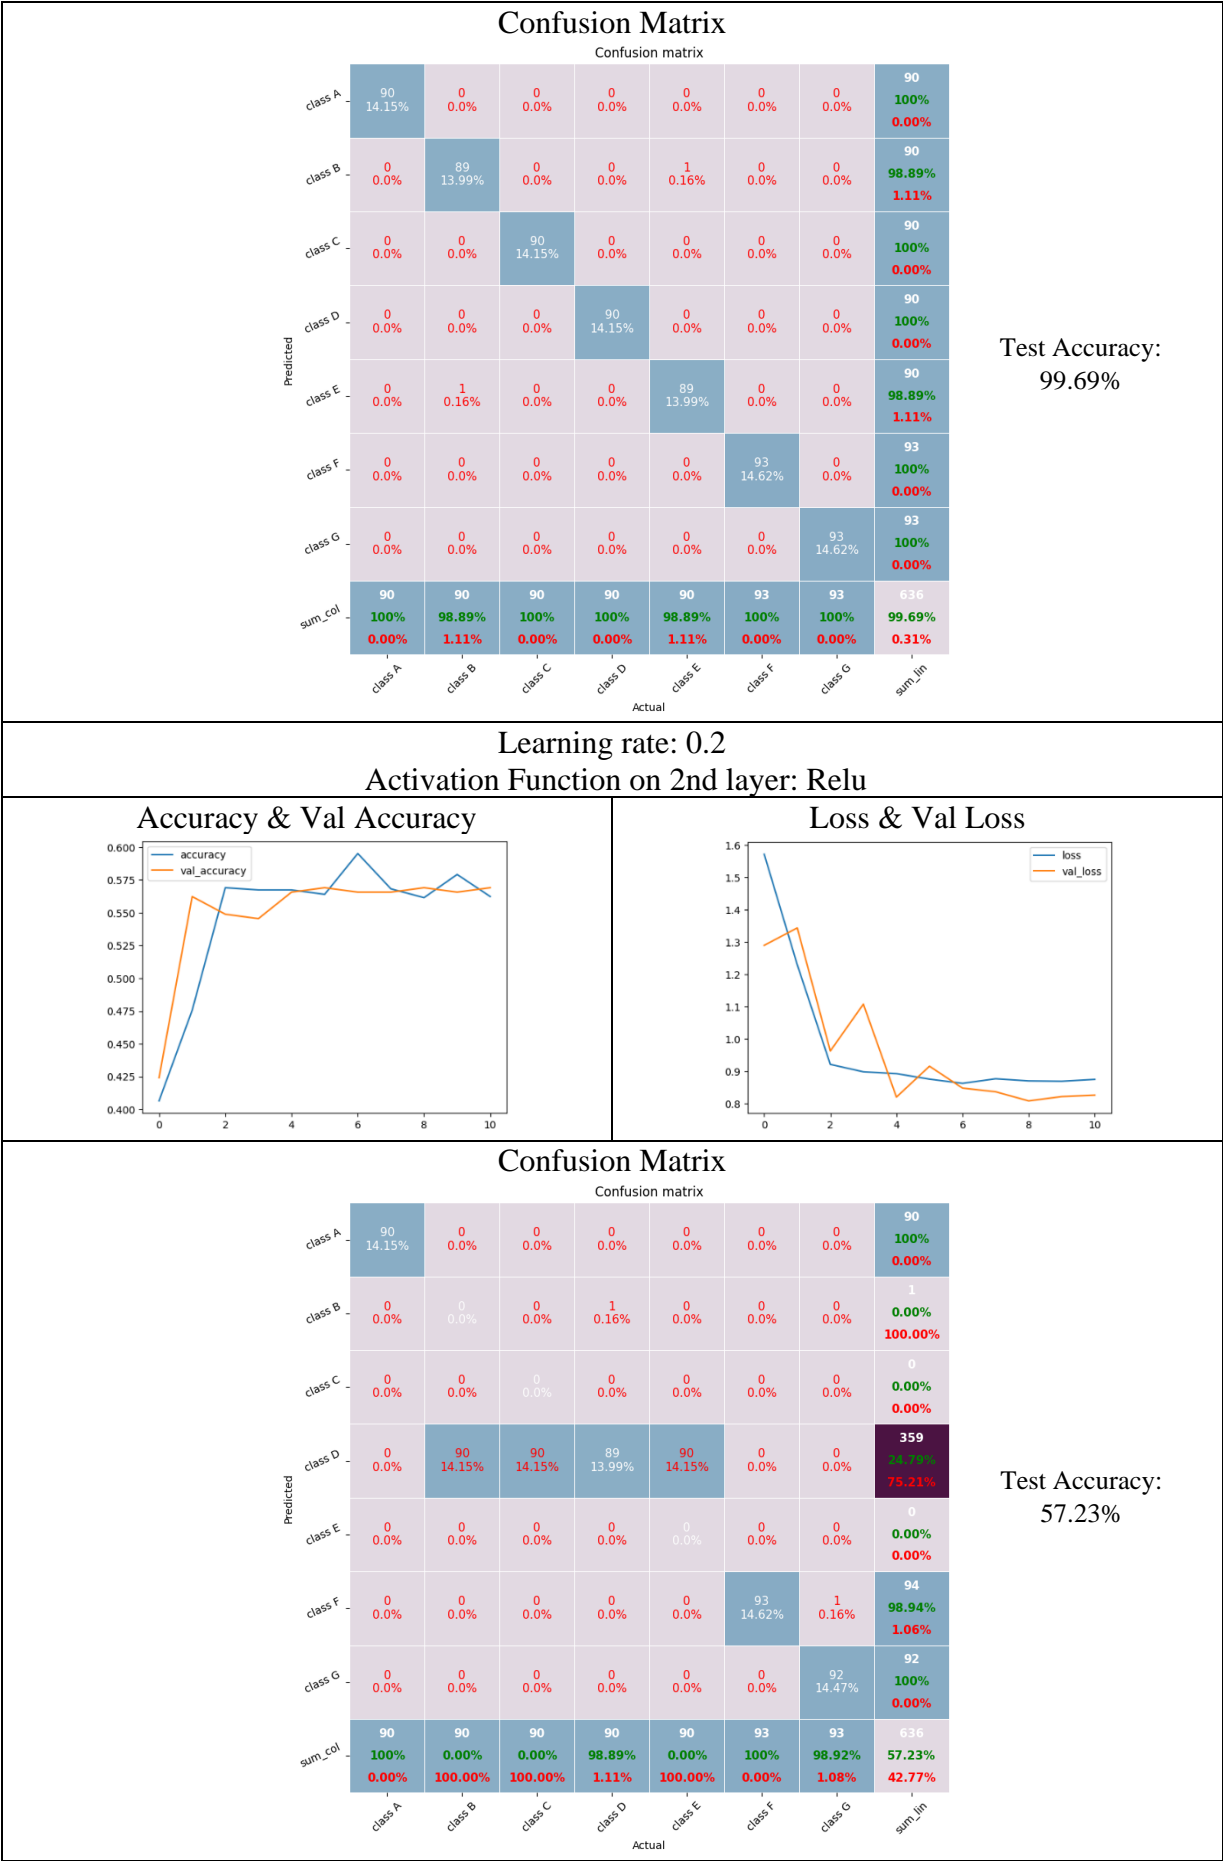 Confusion Matrix
Confusion matrix
class A
90 0 0 0 0 0 0 90
14.15% 0.0% 0.0% 0.0% 0.0% 0.0% 0.0% 100%
0.00%
class B
0 89 0 0 1 0 0 90
0.0% 13.99% 0.0% 0.0% 0.16% 0.0% 0.0% 98.89%
1.11%
class C
0 0 90 0 0 0 0 90
0.0% 0.0% 14.15% 0.0% 0.0% 0.0% 0.0% 100%
0.00%
class D
0 0 0 90 0 0 0 90
0.0% 0.0% 0.0% 14.15% 0.0% 0.0% 0.0% 100%
0.00%
Predicted
Test Accuracy:
99.69%
class E
0 1 0 0 89 0 0 90
0.0% 0.16% 0.0% 0.0% 13.99% 0.0% 0.0% 98.89%
1.11%
class F
0 0 0 0 0 93 0 93
0.0% 0.0% 0.0% 0.0% 0.0% 14.62% 0.0% 100%
0.00%
class G
0 0 0 0 0 0 93 93
0.0% 0.0% 0.0% 0.0% 0.0% 0.0% 14.62% 100%
0.00%
sum_col
90 90 90 90 90 93 93 636
100% 98.89% 100% 100% 98.89% 100% 100% 99.69%
0.00% 1.11% 0.00% 0.00% 1.11% 0.00% 0.00% 0.31%
class A class B class C class D class E class F class G sum_lin
Actual
Learning rate: 0.2
Activation Function on 2nd layer: Relu
Accuracy & Val Accuracy
accuracy
val_accuracy
0.600
0.575
0.550
0.525
0.500
0.475
0.450
0.425
0.400
0 2 4 6 8 10
Loss & Val Loss
loss
val_loss
1.6
1.5
1.4
1.3
1.2
1.1
1.0
0.9
0.8
0 2 4 6 8 10
Confusion Matrix
Confusion matrix
class A
90 0 0 0 0 0 0 90
14.15% 0.0% 0.0% 0.0% 0.0% 0.0% 0.0% 100%
0.00%
class B
0 0 0 1 0 0 0 1
0.0% 0.0% 0.0% 0.16% 0.0% 0.0% 0.0% 0.00%
100.00%
class C
0 0 0 0 0 0 0 0
0.0% 0.0% 0.0% 0.0% 0.0% 0.0% 0.0% 0.00%
0.00%
class D
0 90 90 89 90 0 0 359
0.0% 14.15% 14.15% 13.99% 14.15% 0.0% 0.0% 24.79%
75.21%
Predicted
Test Accuracy:
57.23%
class E
0 0 0 0 0 0 0 0
0.0% 0.0% 0.0% 0.0% 0.0% 0.0% 0.0% 0.00%
0.00%
class F
0 0 0 0 0 93 1 94
0.0% 0.0% 0.0% 0.0% 0.0% 14.62% 0.16% 98.94%
1.06%
class G
0 0 0 0 0 0 92 92
0.0% 0.0% 0.0% 0.0% 0.0% 0.0% 14.47% 100%
0.00%
sum_col
90 90 90 90 90 93 93 636
100% 0.00% 0.00% 98.89% 0.00% 100% 98.92% 57.23%
0.00% 100.00% 100.00% 1.11% 100.00% 0.00% 1.08% 42.77%
class A class B class C class D class E class F class G sum_lin
Actual